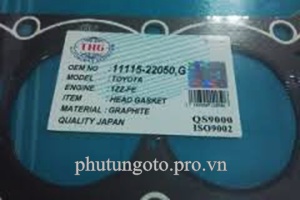 THG
OEM NO : 11115-22050,G
MODEL : TOYOTA
ENGINE: 1ZZ-FE
ITEM : HEAD GASKET
MATERIAL : GRAPHITE
QUALITY JAPAN
QS9000
ISO9002
phutungoto.pro.vn